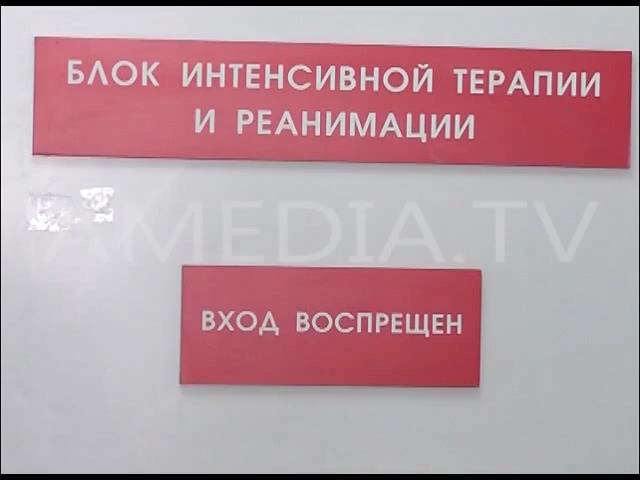 БЛОК ИНТЕНСИВНОЙ ТЕРАПИИ
И РЕАНИМАЦИИ
AMEDIA.TV
ВХОД ВОСПРЕЩЕН